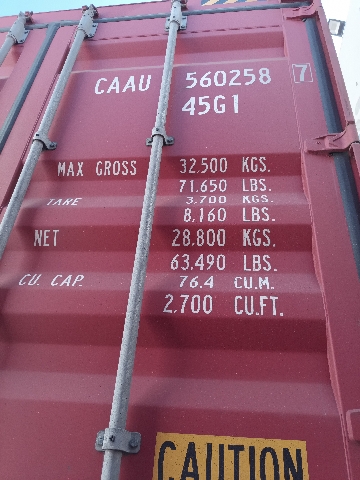 CAAU 560258 7
45G1
MAX GROSS 32,500 KGS.
71,650 LBS.
TARE 3,700 KGS.
8,160 LBS.
NET 28,800 KGS.
63,490 LBS.
CU. CAP. 76.4 CU.M.
2,700 CU.FT.
CAUTION